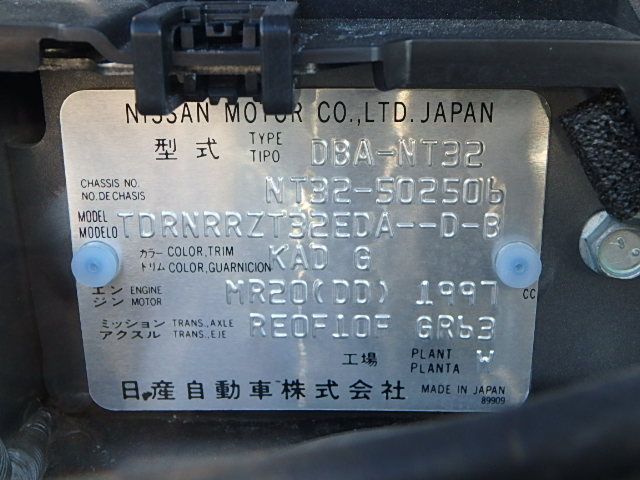 NISSAN MOTOR CO.,LTD. JAPAN
型式 TYPE TIPO DBA-NT32
CHASSIS NO. NO.DE CHASIS NT32-502506
MODEL MODELO TDRNRRZT32EDA--D-B
カラー COLOR,TRIM トリム COLOR,GUARNICION KAD G
エンジン ENGINE MOTOR MR20(DD) 1997 CC
ミッション TRANS.,AXLE アクスル TRANS.,EJE RE0F10F GR63
工場 PLANT PLANTA W
日産自動車株式会社 MADE IN JAPAN
89909